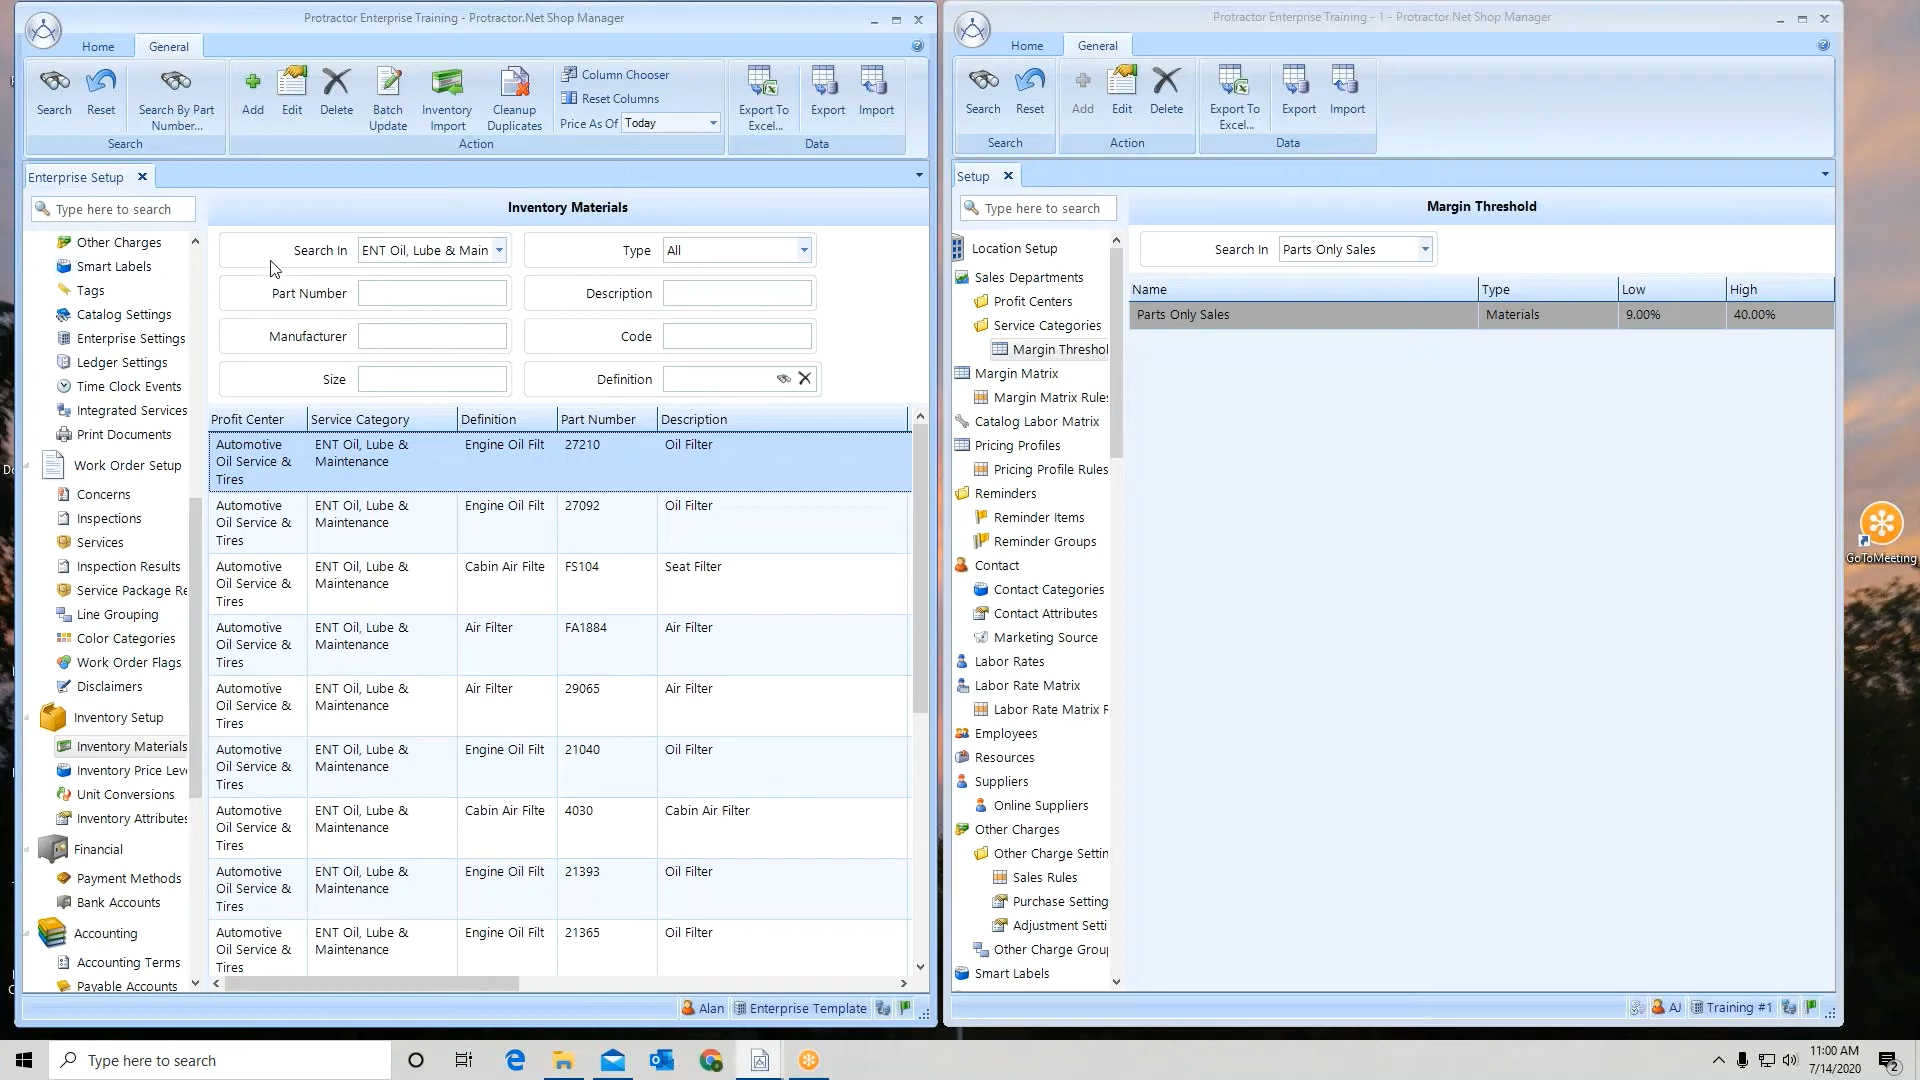 Protractor Enterprise Training - Protractor.Net Shop Manager
Home
General
Search
Reset
Search By Part
Number...
Search
Add
Edit
Delete
Batch
Update
Inventory
Import
Cleanup
Duplicates
Column Chooser
Reset Columns
Price As Of
Today
Action
Export To
Excel...
Export
Import
Data
Enterprise Setup
Type here to search
Other Charges
Smart Labels
Tags
Catalog Settings
Enterprise Settings
Ledger Settings
Time Clock Events
Integrated Services
Print Documents
Work Order Setup
Concerns
Inspections
Services
Inspection Results
Service Package Re
Line Grouping
Color Categories
Work Order Flags
Disclaimers
Inventory Setup
Inventory Materials
Inventory Price Leve
Unit Conversions
Inventory Attributes
Financial
Payment Methods
Bank Accounts
Accounting
Accounting Terms
Payable Accounts
Inventory Materials
Search In
ENT Oil, Lube & Main
Type
All
Part Number
Description
Manufacturer
Code
Size
Definition
Profit Center
Service Category
Definition
Part Number
Description
Automotive
Oil Service &
Tires
ENT Oil, Lube &
Maintenance
Engine Oil Filt
27210
Oil Filter
Automotive
Oil Service &
Tires
ENT Oil, Lube &
Maintenance
Engine Oil Filt
27092
Oil Filter
Automotive
Oil Service &
Tires
ENT Oil, Lube &
Maintenance
Cabin Air Filte
FS104
Seat Filter
Automotive
Oil Service &
Tires
ENT Oil, Lube &
Maintenance
Air Filter
FA1884
Air Filter
Automotive
Oil Service &
Tires
ENT Oil, Lube &
Maintenance
Air Filter
29065
Air Filter
Automotive
Oil Service &
Tires
ENT Oil, Lube &
Maintenance
Engine Oil Filt
21040
Oil Filter
Automotive
Oil Service &
Tires
ENT Oil, Lube &
Maintenance
Cabin Air Filte
4030
Cabin Air Filter
Automotive
Oil Service &
Tires
ENT Oil, Lube &
Maintenance
Engine Oil Filt
21393
Oil Filter
Automotive
Oil Service &
Tires
ENT Oil, Lube &
Maintenance
Engine Oil Filt
21365
Oil Filter
Alan
Enterprise Template
Protractor Enterprise Training - 1 - Protractor.Net Shop Manager
Home
General
Search
Reset
Search
Add
Edit
Delete
Action
Export To
Excel...
Export
Import
Data
Setup
Type here to search
Location Setup
Sales Departments
Profit Centers
Service Categories
Margin Threshol
Margin Matrix
Margin Matrix Rules
Catalog Labor Matrix
Pricing Profiles
Pricing Profile Rules
Reminders
Reminder Items
Reminder Groups
Contact
Contact Categories
Contact Attributes
Marketing Source
Labor Rates
Labor Rate Matrix
Labor Rate Matrix R
Employees
Resources
Suppliers
Online Suppliers
Other Charges
Other Charge Settin
Sales Rules
Purchase Setting
Adjustment Setti
Other Charge Group
Smart Labels
Margin Threshold
Search In
Parts Only Sales
Name
Type
Low
High
Parts Only Sales
Materials
9.00%
40.00%
AJ
Training #1
GoToMeeting
Type here to search
11:00 AM
7/14/2020
2